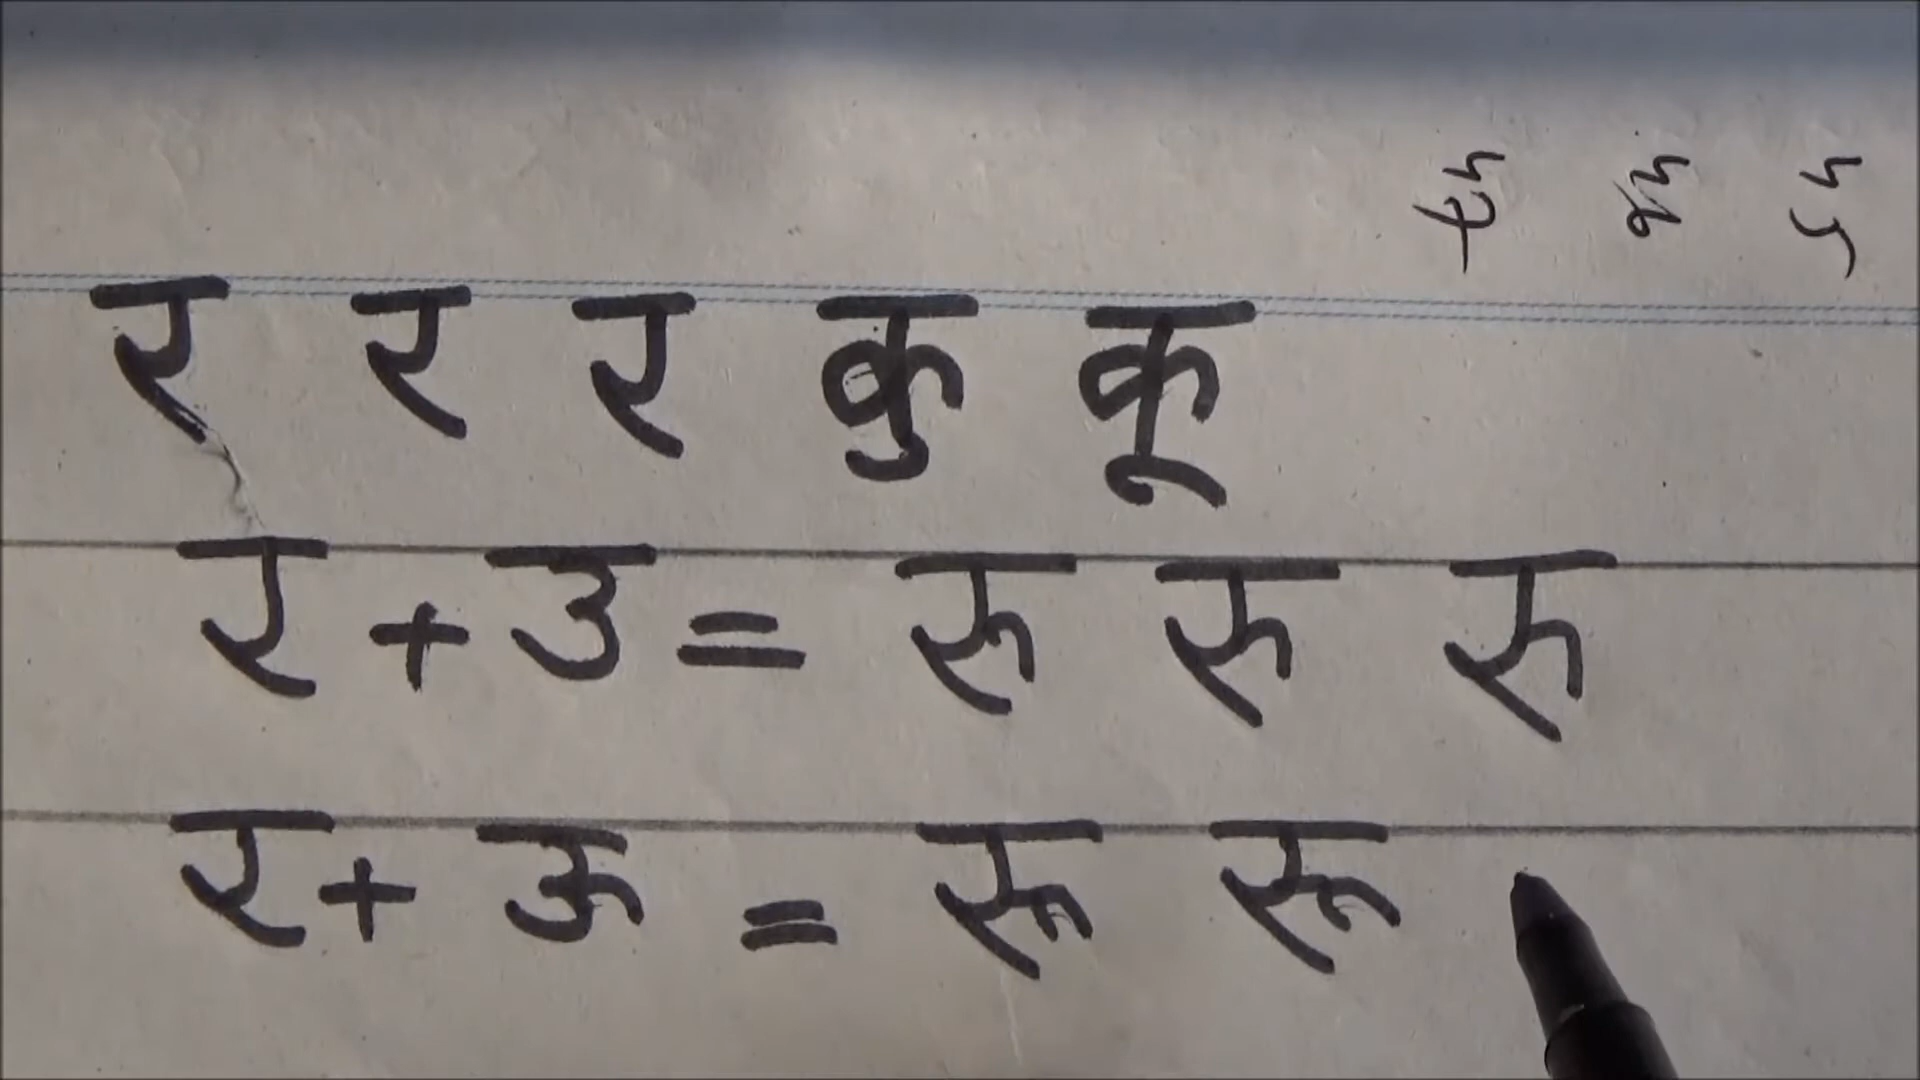 र र र कु कू
र + उ = रु रु रु
र + ऊ = रू रू